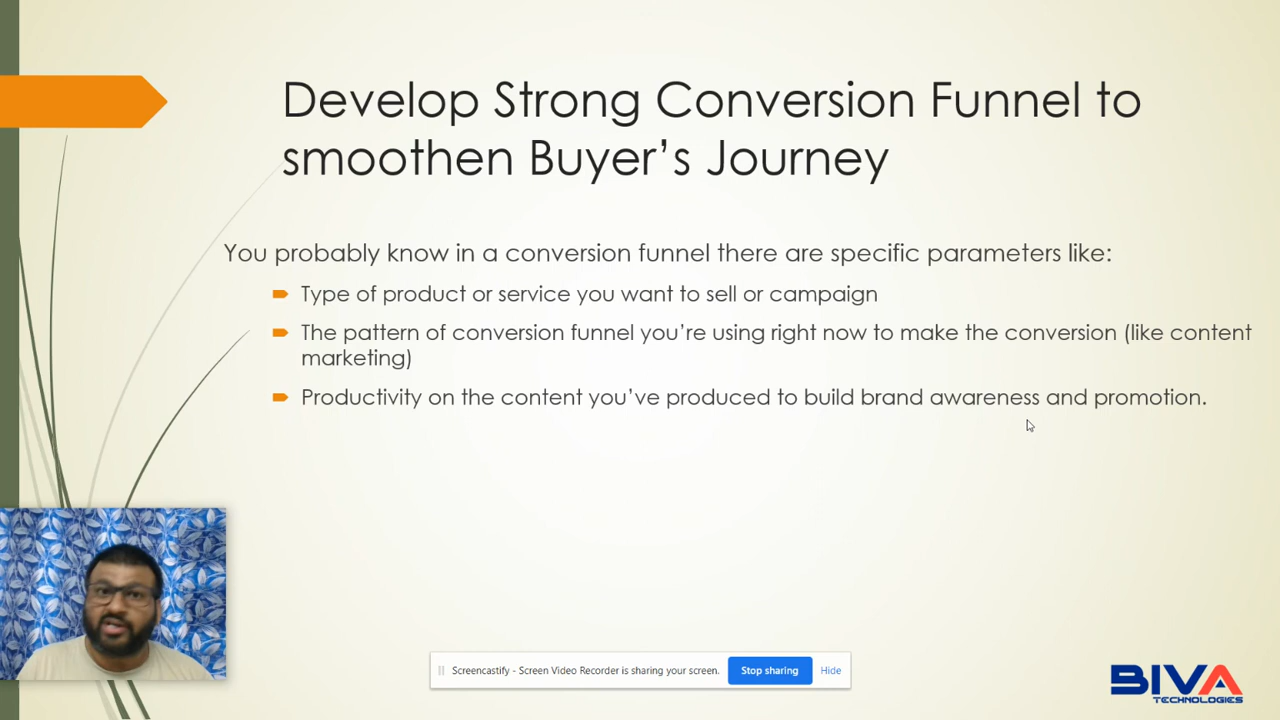 Develop Strong Conversion Funnel to
smoothen Buyer’s Journey
You probably know in a conversion funnel there are specific parameters like:
Type of product or service you want to sell or campaign
The pattern of conversion funnel you’re using right now to make the conversion (like content
marketing)
Productivity on the content you’ve produced to build brand awareness and promotion.
Screencastify - Screen Video Recorder is sharing your screen. Stop sharing Hide
BIVA
TECHNOLOGIES